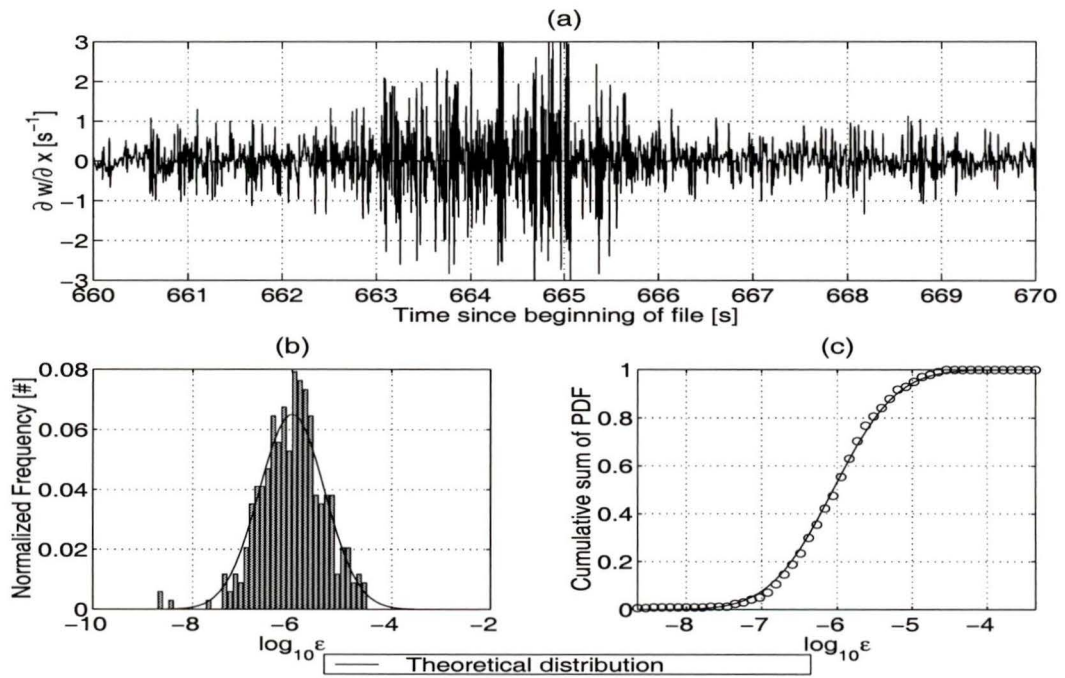 (a)
∂ w/∂ x [s⁻¹]
3
2
1
0
−1
−2
−3
660 661 662 663 664 665 666 667 668 669 670
Time since beginning of file [s]
(b)
Normalized Frequency [#]
0.08
0.06
0.04
0.02
0
−10 −8 −6 −4 −2
log₁₀ε
(c)
Cumulative sum of PDF
1
0.8
0.6
0.4
0.2
0
−8 −7 −6 −5 −4
log₁₀ε
Theoretical distribution